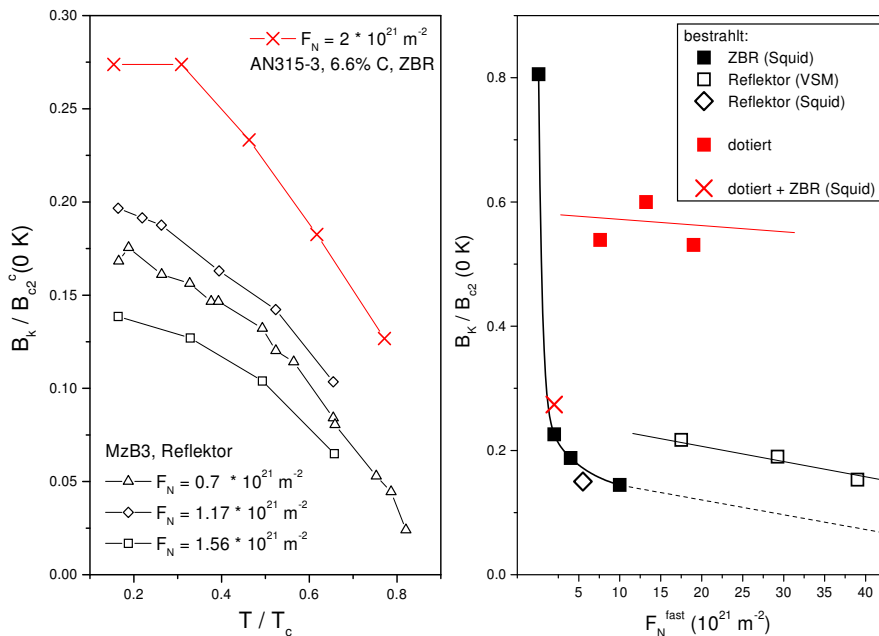 0.30
0.25
0.20
0.15
0.10
0.05
0.00
B_k / B_c2^c (0 K)
F_N = 2 * 10^21 m^-2
AN315-3, 6.6% C, ZBR
MzB3, Reflektor
F_N = 0.7 * 10^21 m^-2
F_N = 1.17 * 10^21 m^-2
F_N = 1.56 * 10^21 m^-2
0.2 0.4 0.6 0.8
T / T_c
0.8
0.6
0.4
0.2
0.0
B_K / B_c2 (0 K)
bestrahlt:
ZBR (Squid)
Reflektor (VSM)
Reflektor (Squid)
dotiert
dotiert + ZBR (Squid)
5 10 15 20 25 30 35 40
F_N^fast (10^21 m^-2)